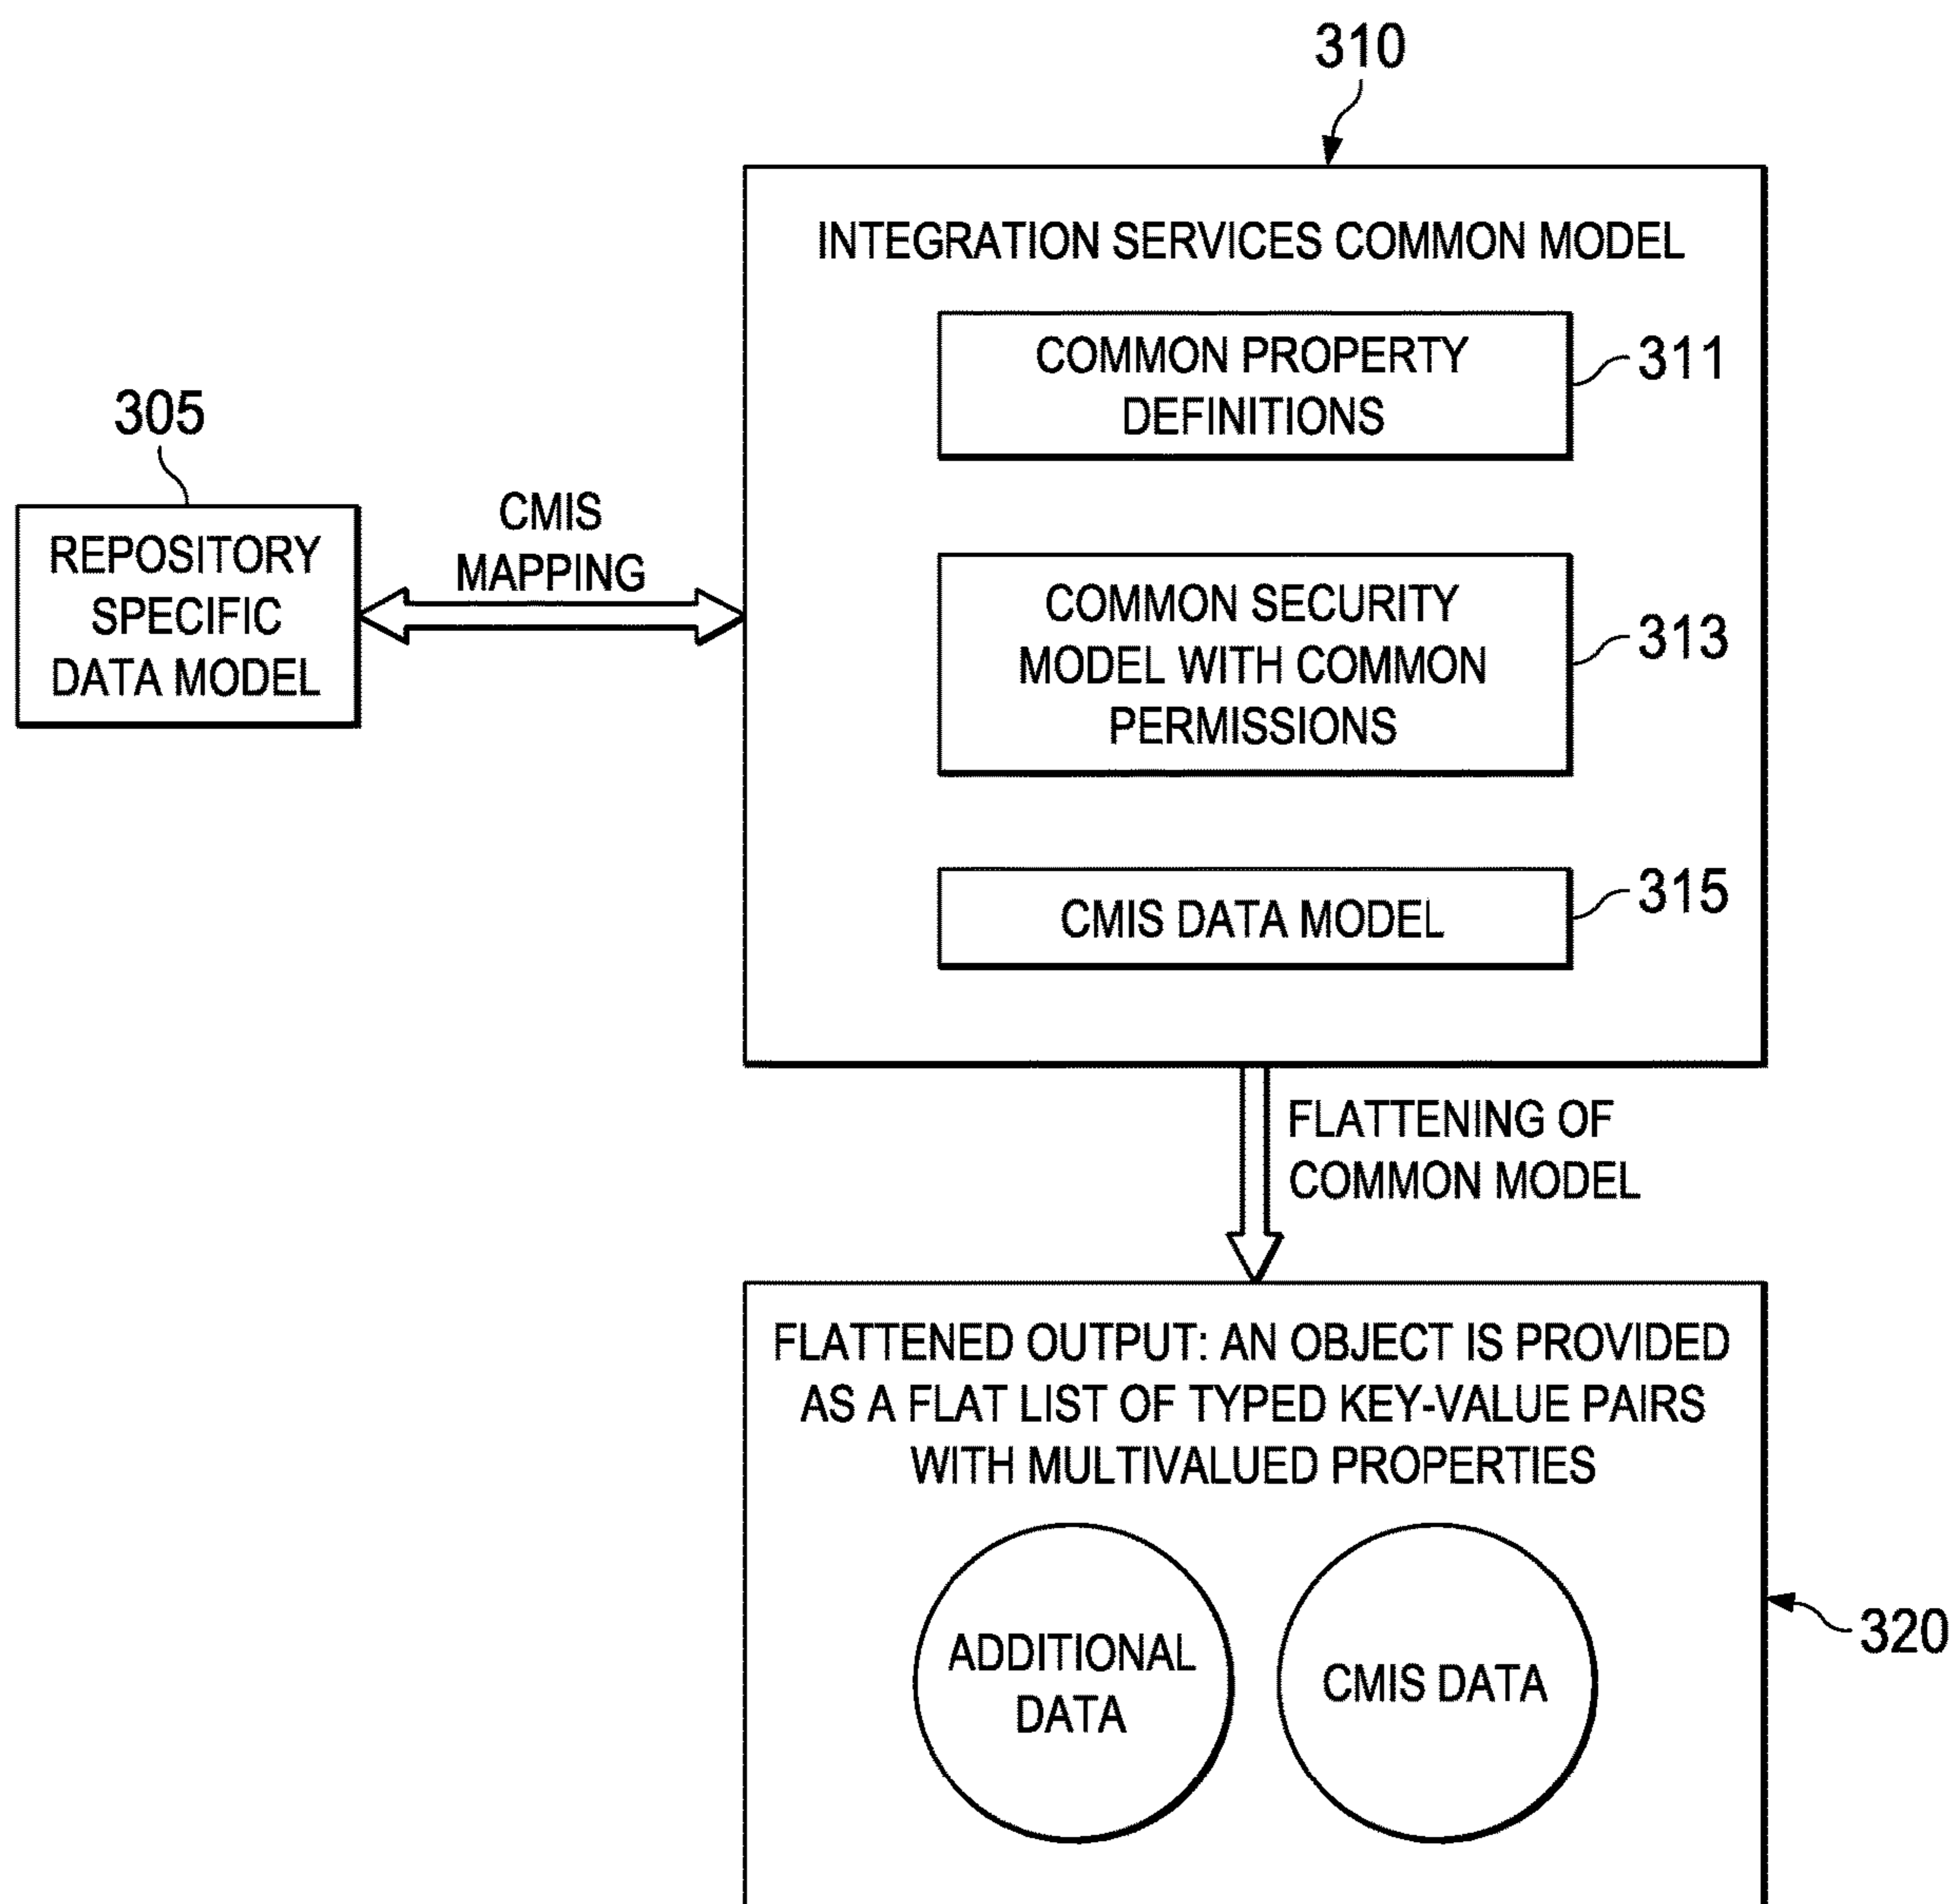 310
INTEGRATION SERVICES COMMON MODEL
COMMON PROPERTY
DEFINITIONS
311
305
REPOSITORY
SPECIFIC
DATA MODEL
CMIS
MAPPING
COMMON SECURITY
MODEL WITH COMMON
PERMISSIONS
313
CMIS DATA MODEL
315
FLATTENING OF
COMMON MODEL
FLATTENED OUTPUT: AN OBJECT IS PROVIDED
AS A FLAT LIST OF TYPED KEY-VALUE PAIRS
WITH MULTIVALUED PROPERTIES
ADDITIONAL
DATA
CMIS DATA
320